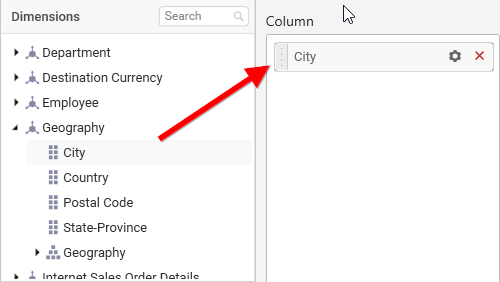 Dimensions
Search
Department
Destination Currency
Employee
Geography
City
Country
Postal Code
State-Province
Geography
Internet Sales Order Details
Column
City